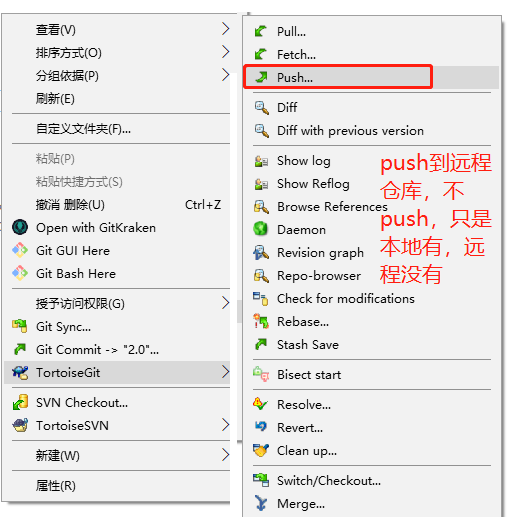 查看(V)
排序方式(O)
分组依据(P)
刷新(E)
自定义文件夹(F)...
粘贴(P)
粘贴快捷方式(S)
撤消 删除(U) Ctrl+Z
Open with GitKraken
Git GUI Here
Git Bash Here
授予访问权限(G)
Git Sync...
Git Commit -> "2.0"...
TortoiseGit
SVN Checkout...
TortoiseSVN
新建(W)
属性(R)
Pull...
Fetch...
Push...
Diff
Diff with previous version
Show log
Show Reflog
Browse References
Daemon
Revision graph
Repo-browser
Check for modifications
Rebase...
Stash Save
Bisect start
Resolve...
Revert...
Clean up...
Switch/Checkout...
Merge...
push到远程
仓库，不
push，只是
本地有，远
程没有